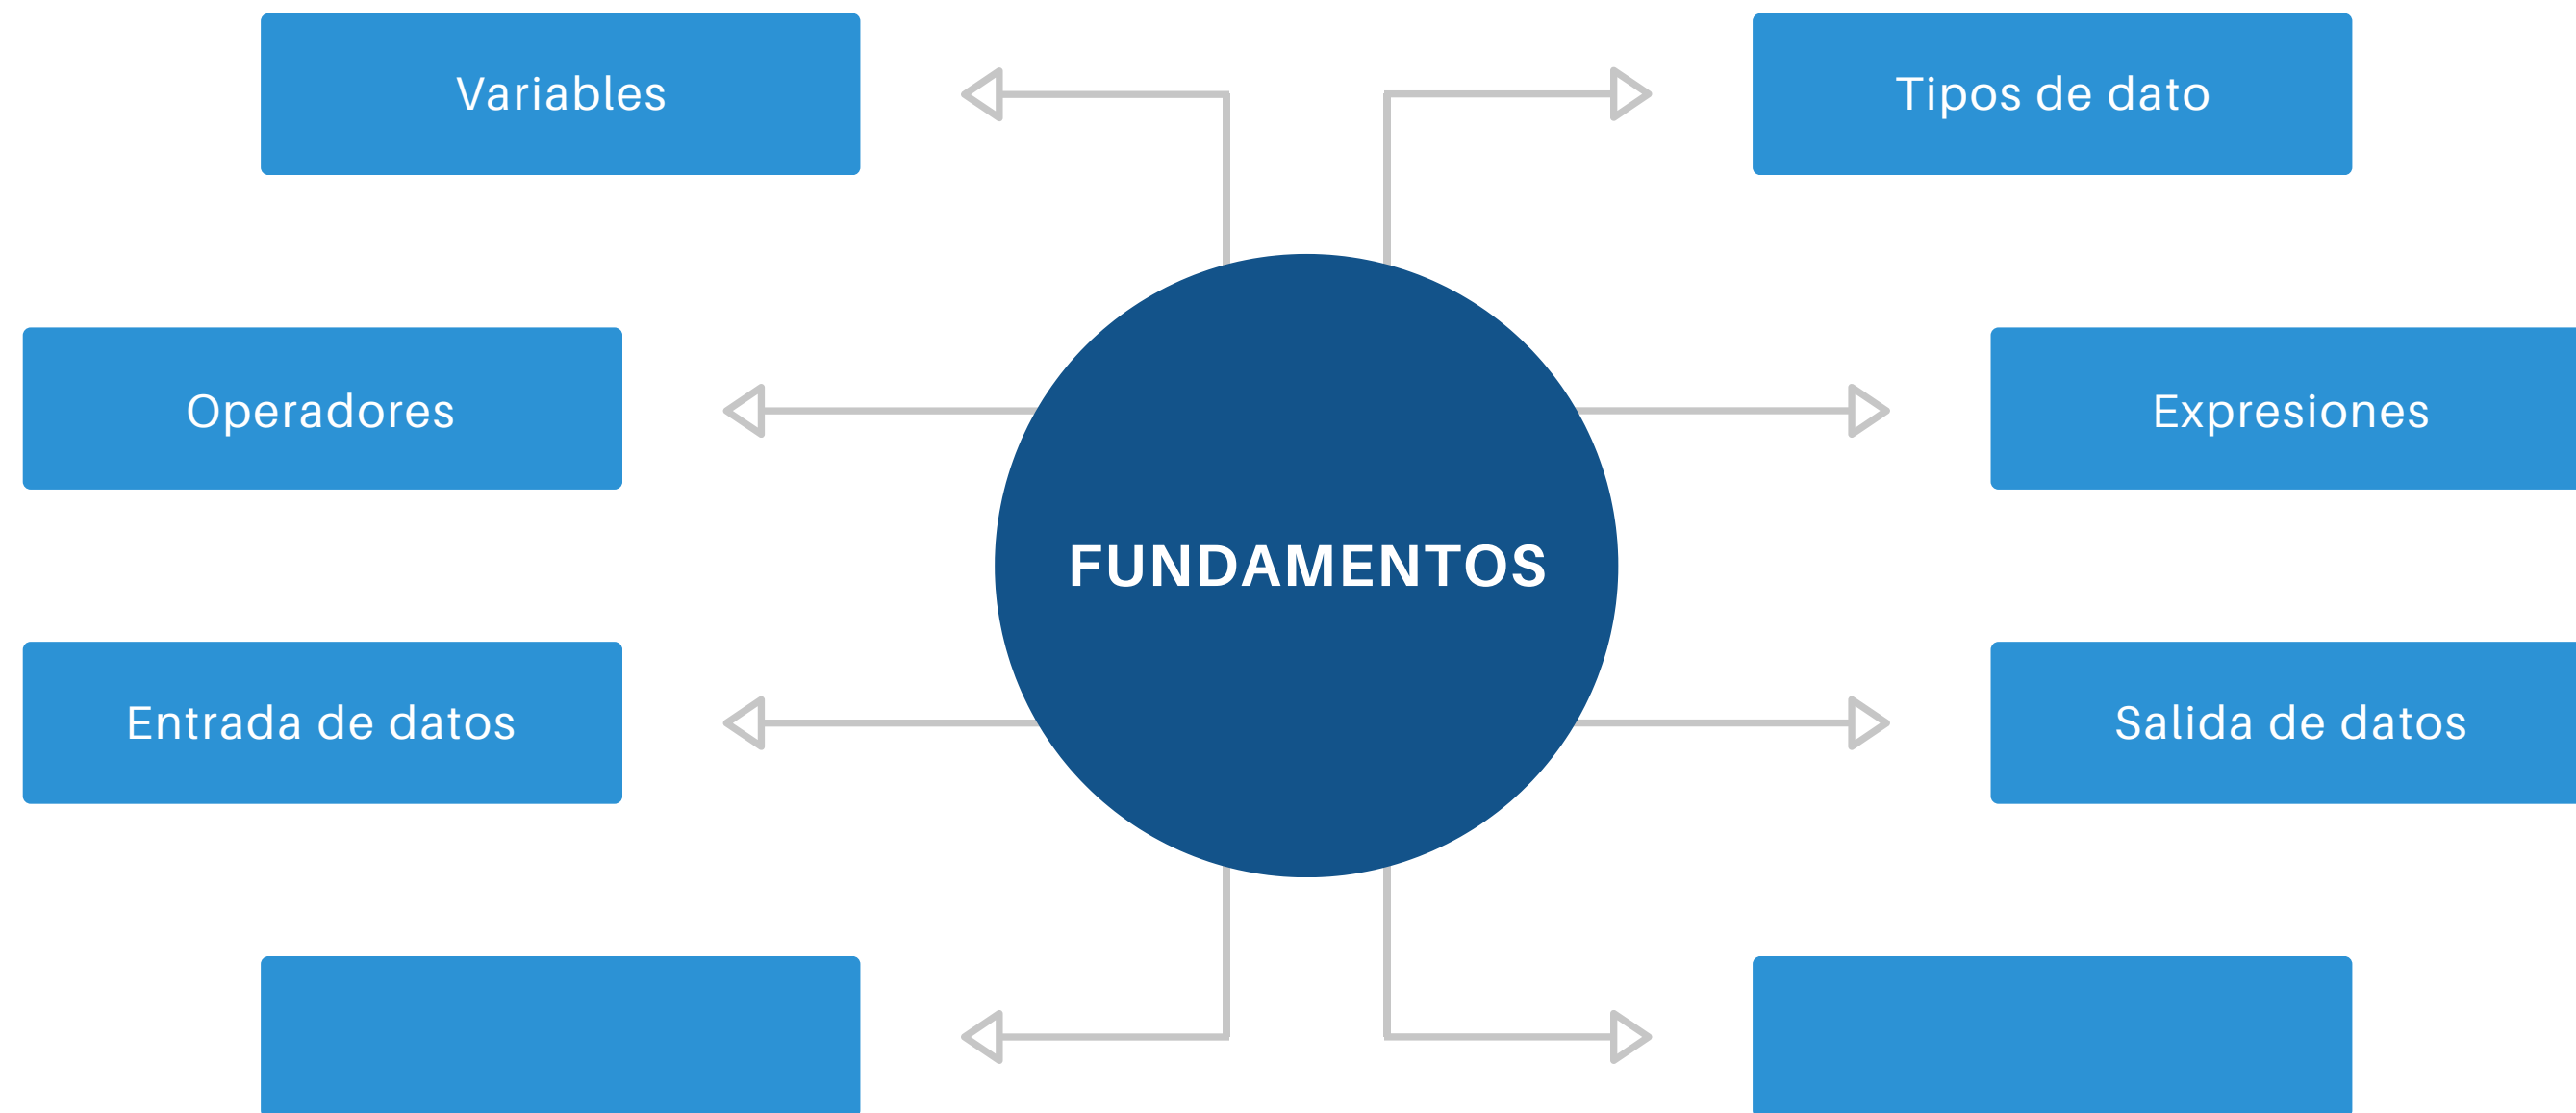 Variables
Tipos de dato
Operadores
Expresiones
FUNDAMENTOS
Entrada de datos
Salida de datos